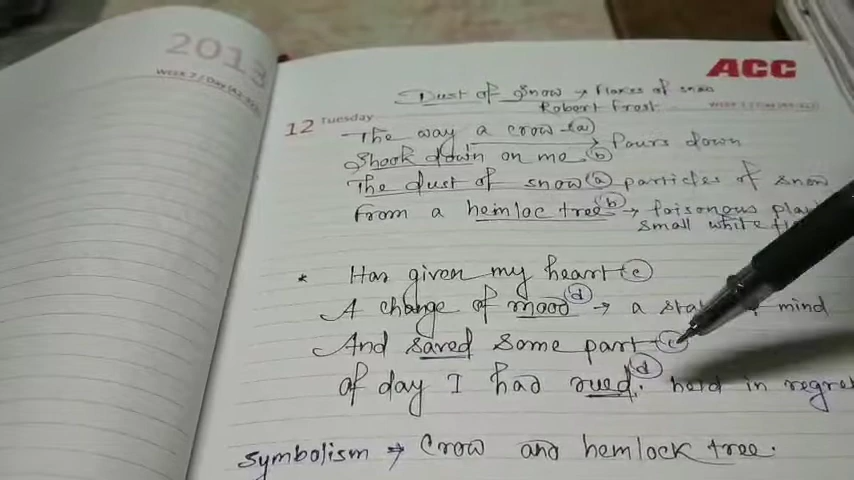 2013
ACC
Dust of Snow → flakes of snow
Robert Frost
12 Tuesday
The way a crow (a)
Shook down on me (b) → Pours down
The dust of snow (a) particles of snow
From a hemloc tree (b) → Poisonous
small white
* Has given my heart (c)
A change of mood (d) → a mind
And saved some part (c)
of day I had rued. (d) held in regret
Symbolism → Crow and hemlock tree.